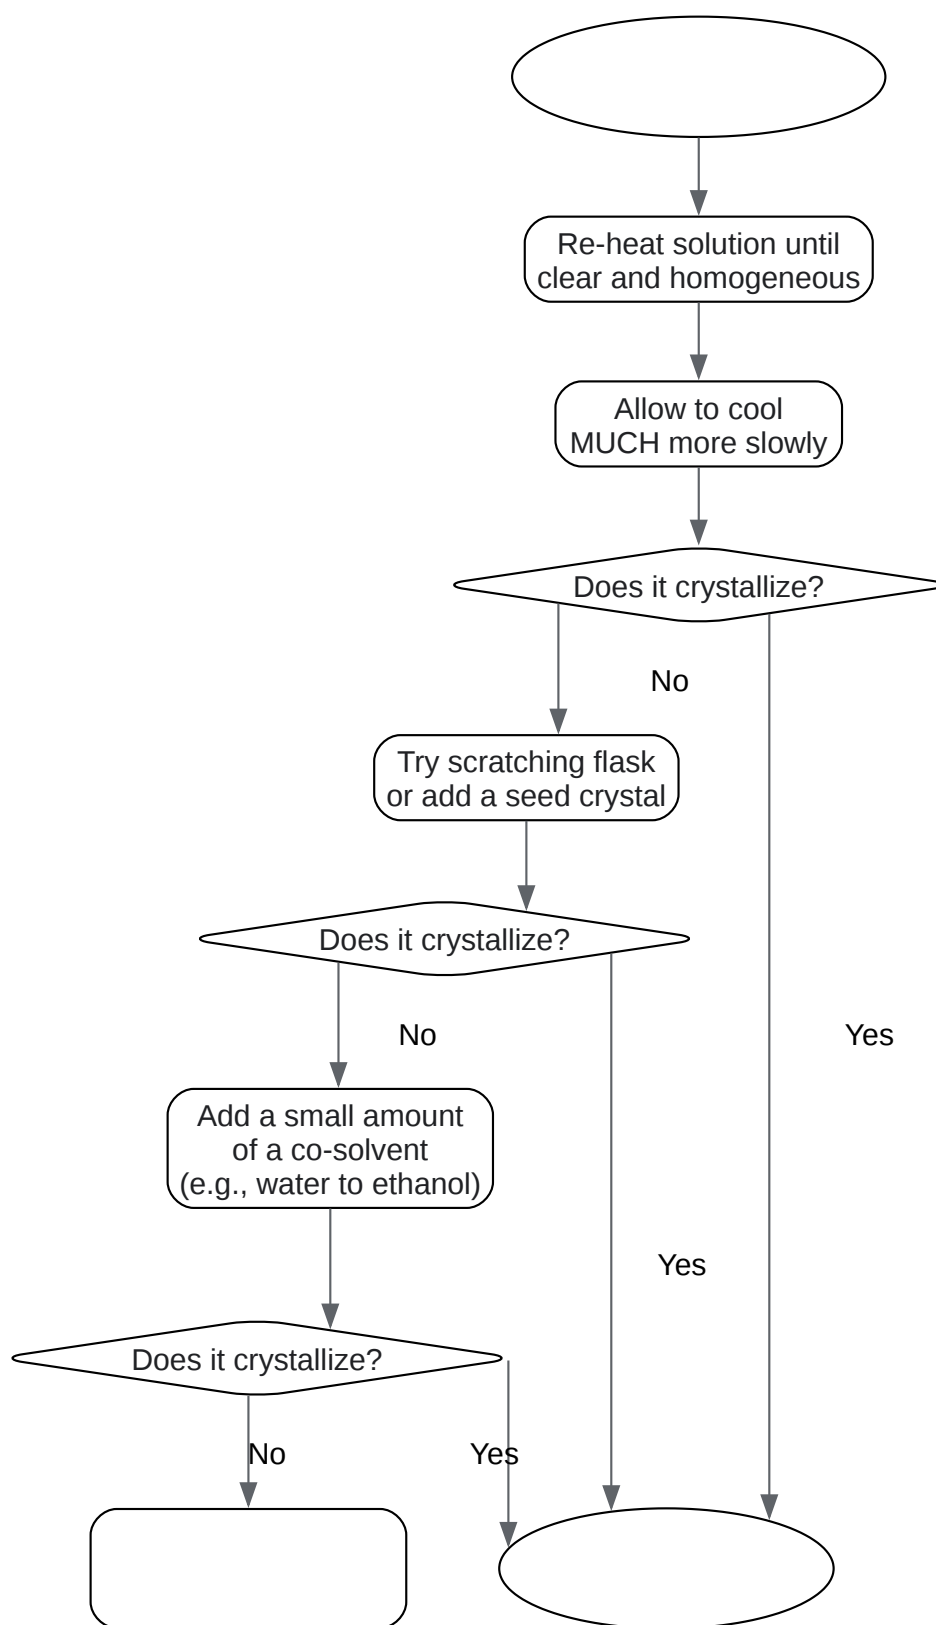 Re-heat solution until
clear and homogeneous
Allow to cool
MUCH more slowly
Does it crystallize?
No
Try scratching flask
or add a seed crystal
Does it crystallize?
No
Yes
Add a small amount
of a co-solvent
(e.g., water to ethanol)
Yes
Does it crystallize?
No
Yes